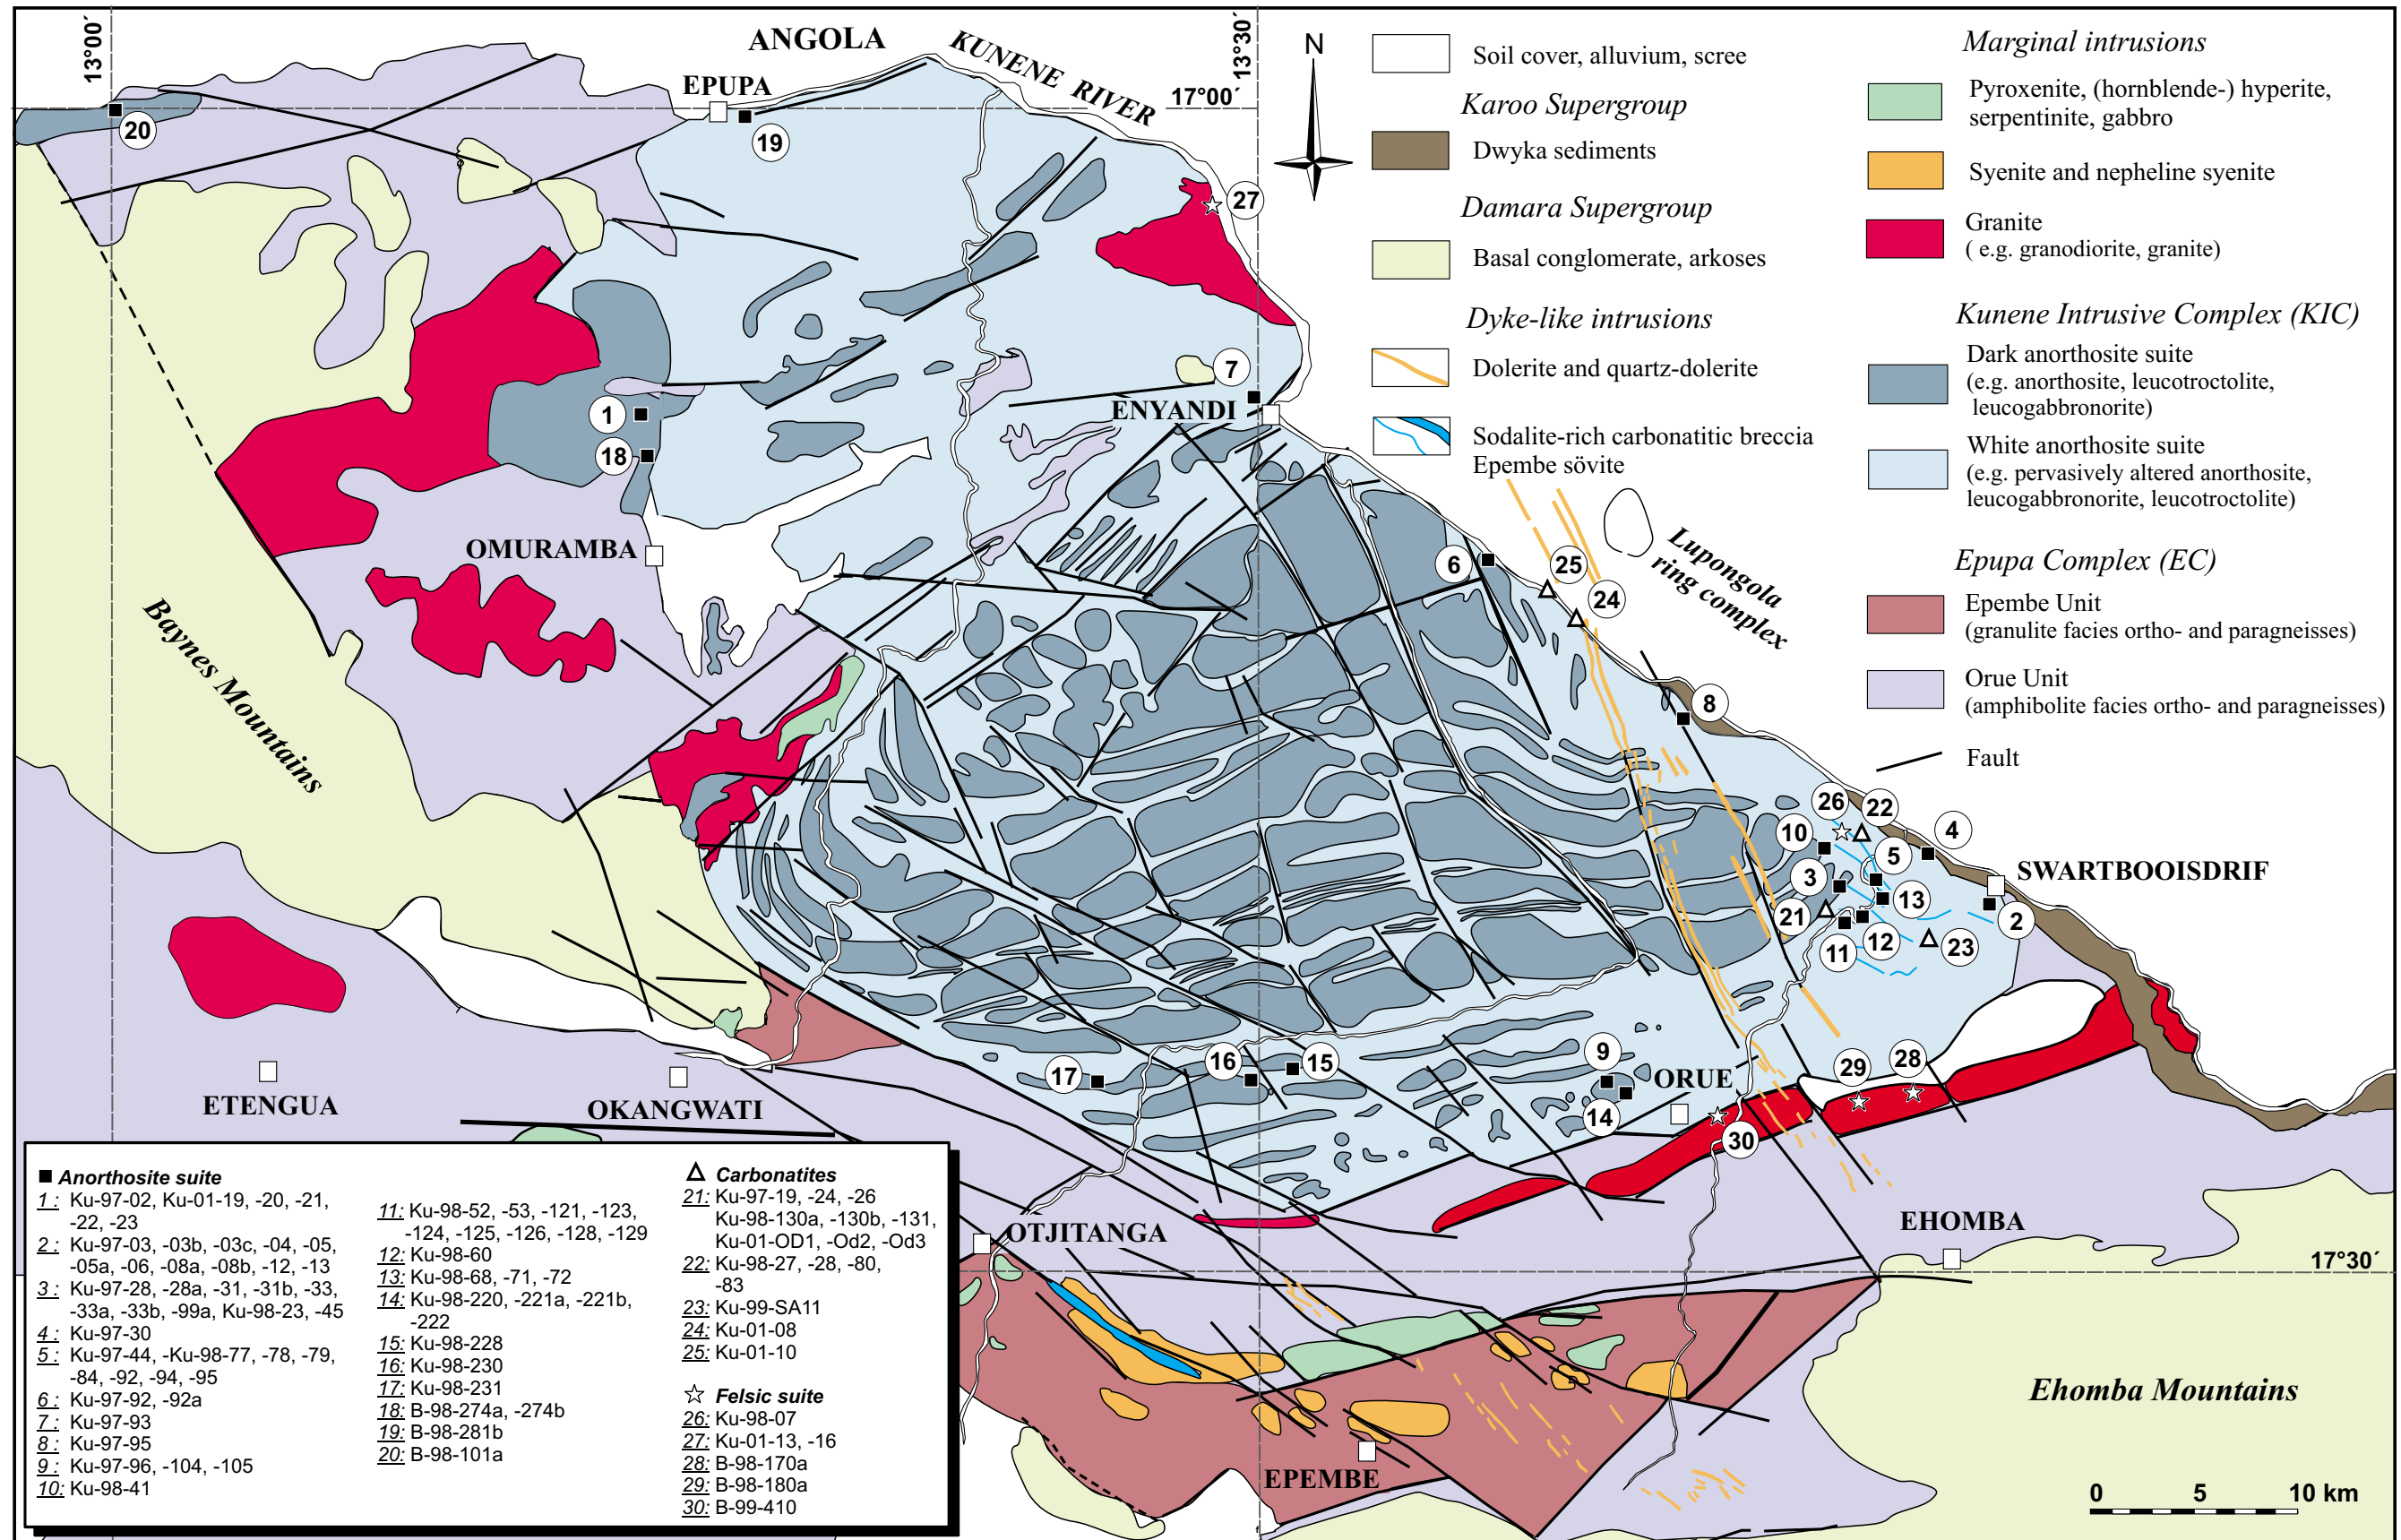 13°00´
ANGOLA
KUNENE RIVER
13°30´
N
EPUPA
17°00´
20
19
27
7
ENYANDI
1
18
OMURAMBA
6
25
24
Lupongola
ring complex
Baynes Mountains
8
26
22
10
4
5
3
SWARTBOOISDRIF
13
21
2
12
11
23
17
16
15
9
14
ORUE
29
28
30
ETENGUA
OKANGWATI
OTJITANGA
EHOMBA
17°30´
EPEMBE
Ehomba Mountains
0 5 10 km
Soil cover, alluvium, scree
Karoo Supergroup
Dwyka sediments
Damara Supergroup
Basal conglomerate, arkoses
Dyke-like intrusions
Dolerite and quartz-dolerite
Sodalite-rich carbonatitic breccia
Epembe sövite
Marginal intrusions
Pyroxenite, (hornblende-) hyperite,
serpentinite, gabbro
Syenite and nepheline syenite
Granite
( e.g. granodiorite, granite)
Kunene Intrusive Complex (KIC)
Dark anorthosite suite
(e.g. anorthosite, leucotroctolite,
leucogabbronorite)
White anorthosite suite
(e.g. pervasively altered anorthosite,
leucogabbronorite, leucotroctolite)
Epupa Complex (EC)
Epembe Unit
(granulite facies ortho- and paragneisses)
Orue Unit
(amphibolite facies ortho- and paragneisses)
Fault
Anorthosite suite
1 : Ku-97-02, Ku-01-19, -20, -21,
-22, -23
2 : Ku-97-03, -03b, -03c, -04, -05,
-05a, -06, -08a, -08b, -12, -13
3 : Ku-97-28, -28a, -31, -31b, -33,
-33a, -33b, -99a, Ku-98-23, -45
4 : Ku-97-30
5 : Ku-97-44, -Ku-98-77, -78, -79,
-84, -92, -94, -95
6 : Ku-97-92, -92a
7 : Ku-97-93
8 : Ku-97-95
9 : Ku-97-96, -104, -105
10: Ku-98-41
11: Ku-98-52, -53, -121, -123,
-124, -125, -126, -128, -129
12: Ku-98-60
13: Ku-98-68, -71, -72
14: Ku-98-220, -221a, -221b,
-222
15: Ku-98-228
16: Ku-98-230
17: Ku-98-231
18: B-98-274a, -274b
19: B-98-281b
20: B-98-101a
Carbonatites
21: Ku-97-19, -24, -26
Ku-98-130a, -130b, -131,
Ku-01-OD1, -Od2, -Od3
22: Ku-98-27, -28, -80,
-83
23: Ku-99-SA11
24: Ku-01-08
25: Ku-01-10
Felsic suite
26: Ku-98-07
27: Ku-01-13, -16
28: B-98-170a
29: B-98-180a
30: B-99-410